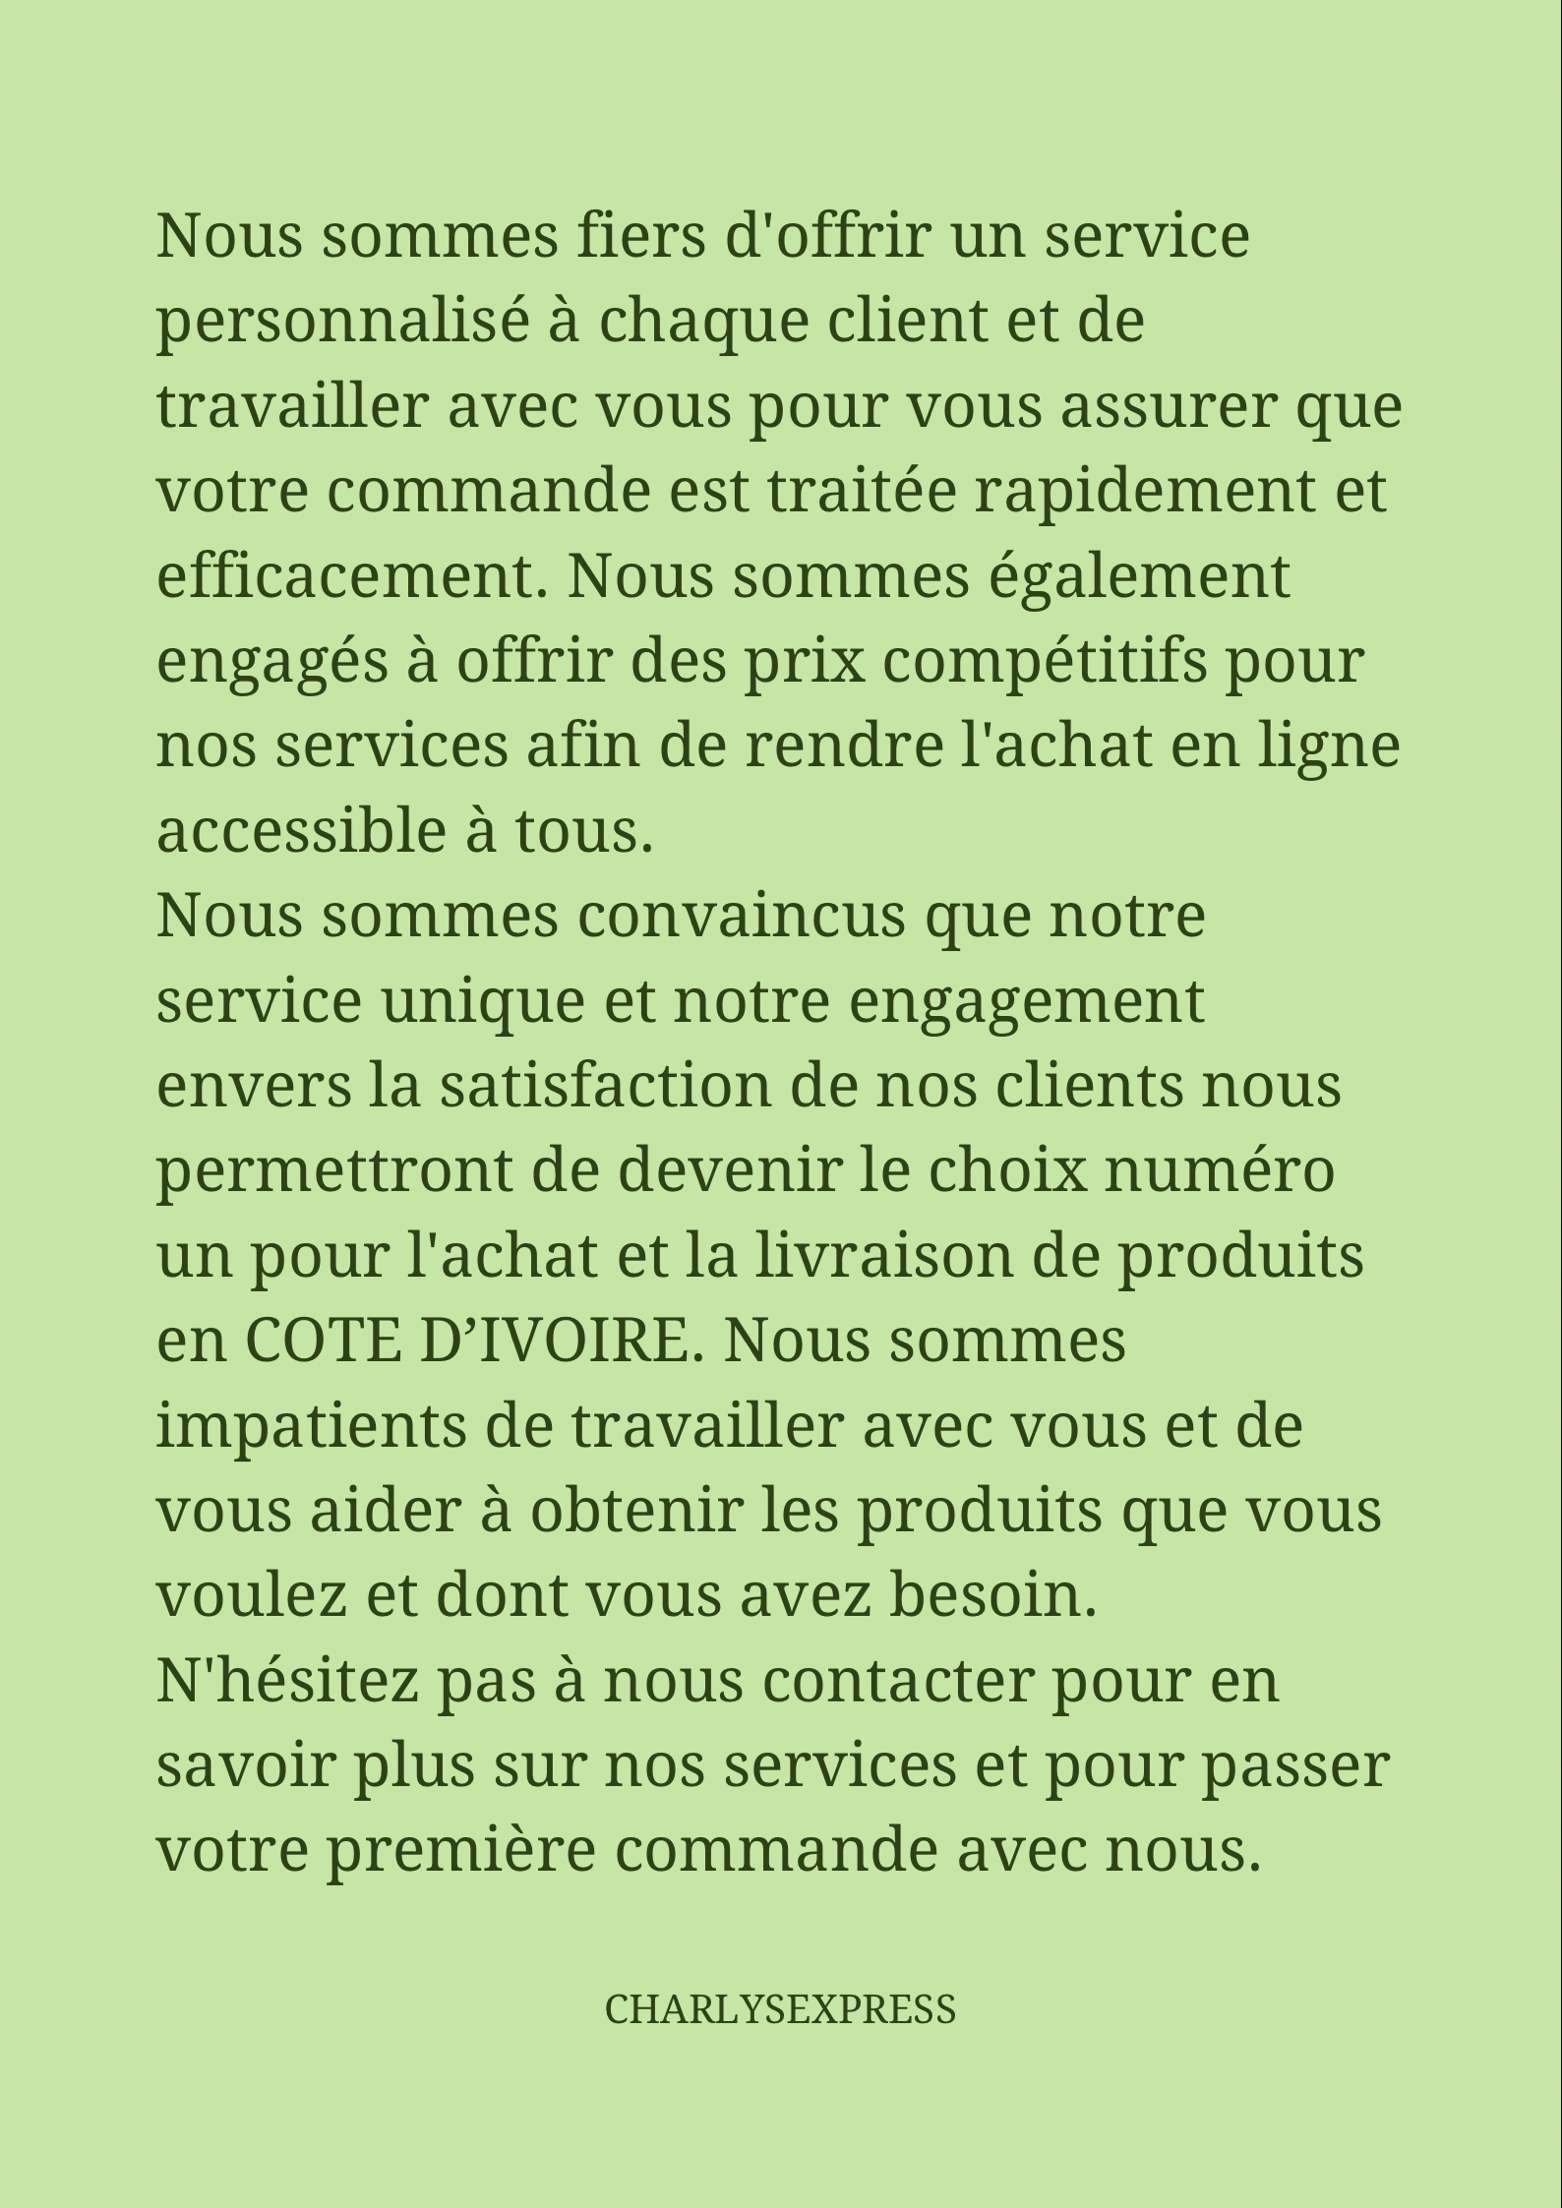 Nous sommes fiers d'offrir un service
personnalisé à chaque client et de
travailler avec vous pour vous assurer que
votre commande est traitée rapidement et
efficacement. Nous sommes également
engagés à offrir des prix compétitifs pour
nos services afin de rendre l'achat en ligne
accessible à tous.
Nous sommes convaincus que notre
service unique et notre engagement
envers la satisfaction de nos clients nous
permettront de devenir le choix numéro
un pour l'achat et la livraison de produits
en COTE D’IVOIRE. Nous sommes
impatients de travailler avec vous et de
vous aider à obtenir les produits que vous
voulez et dont vous avez besoin.
N'hésitez pas à nous contacter pour en
savoir plus sur nos services et pour passer
votre première commande avec nous.
CHARLYSEXPRESS